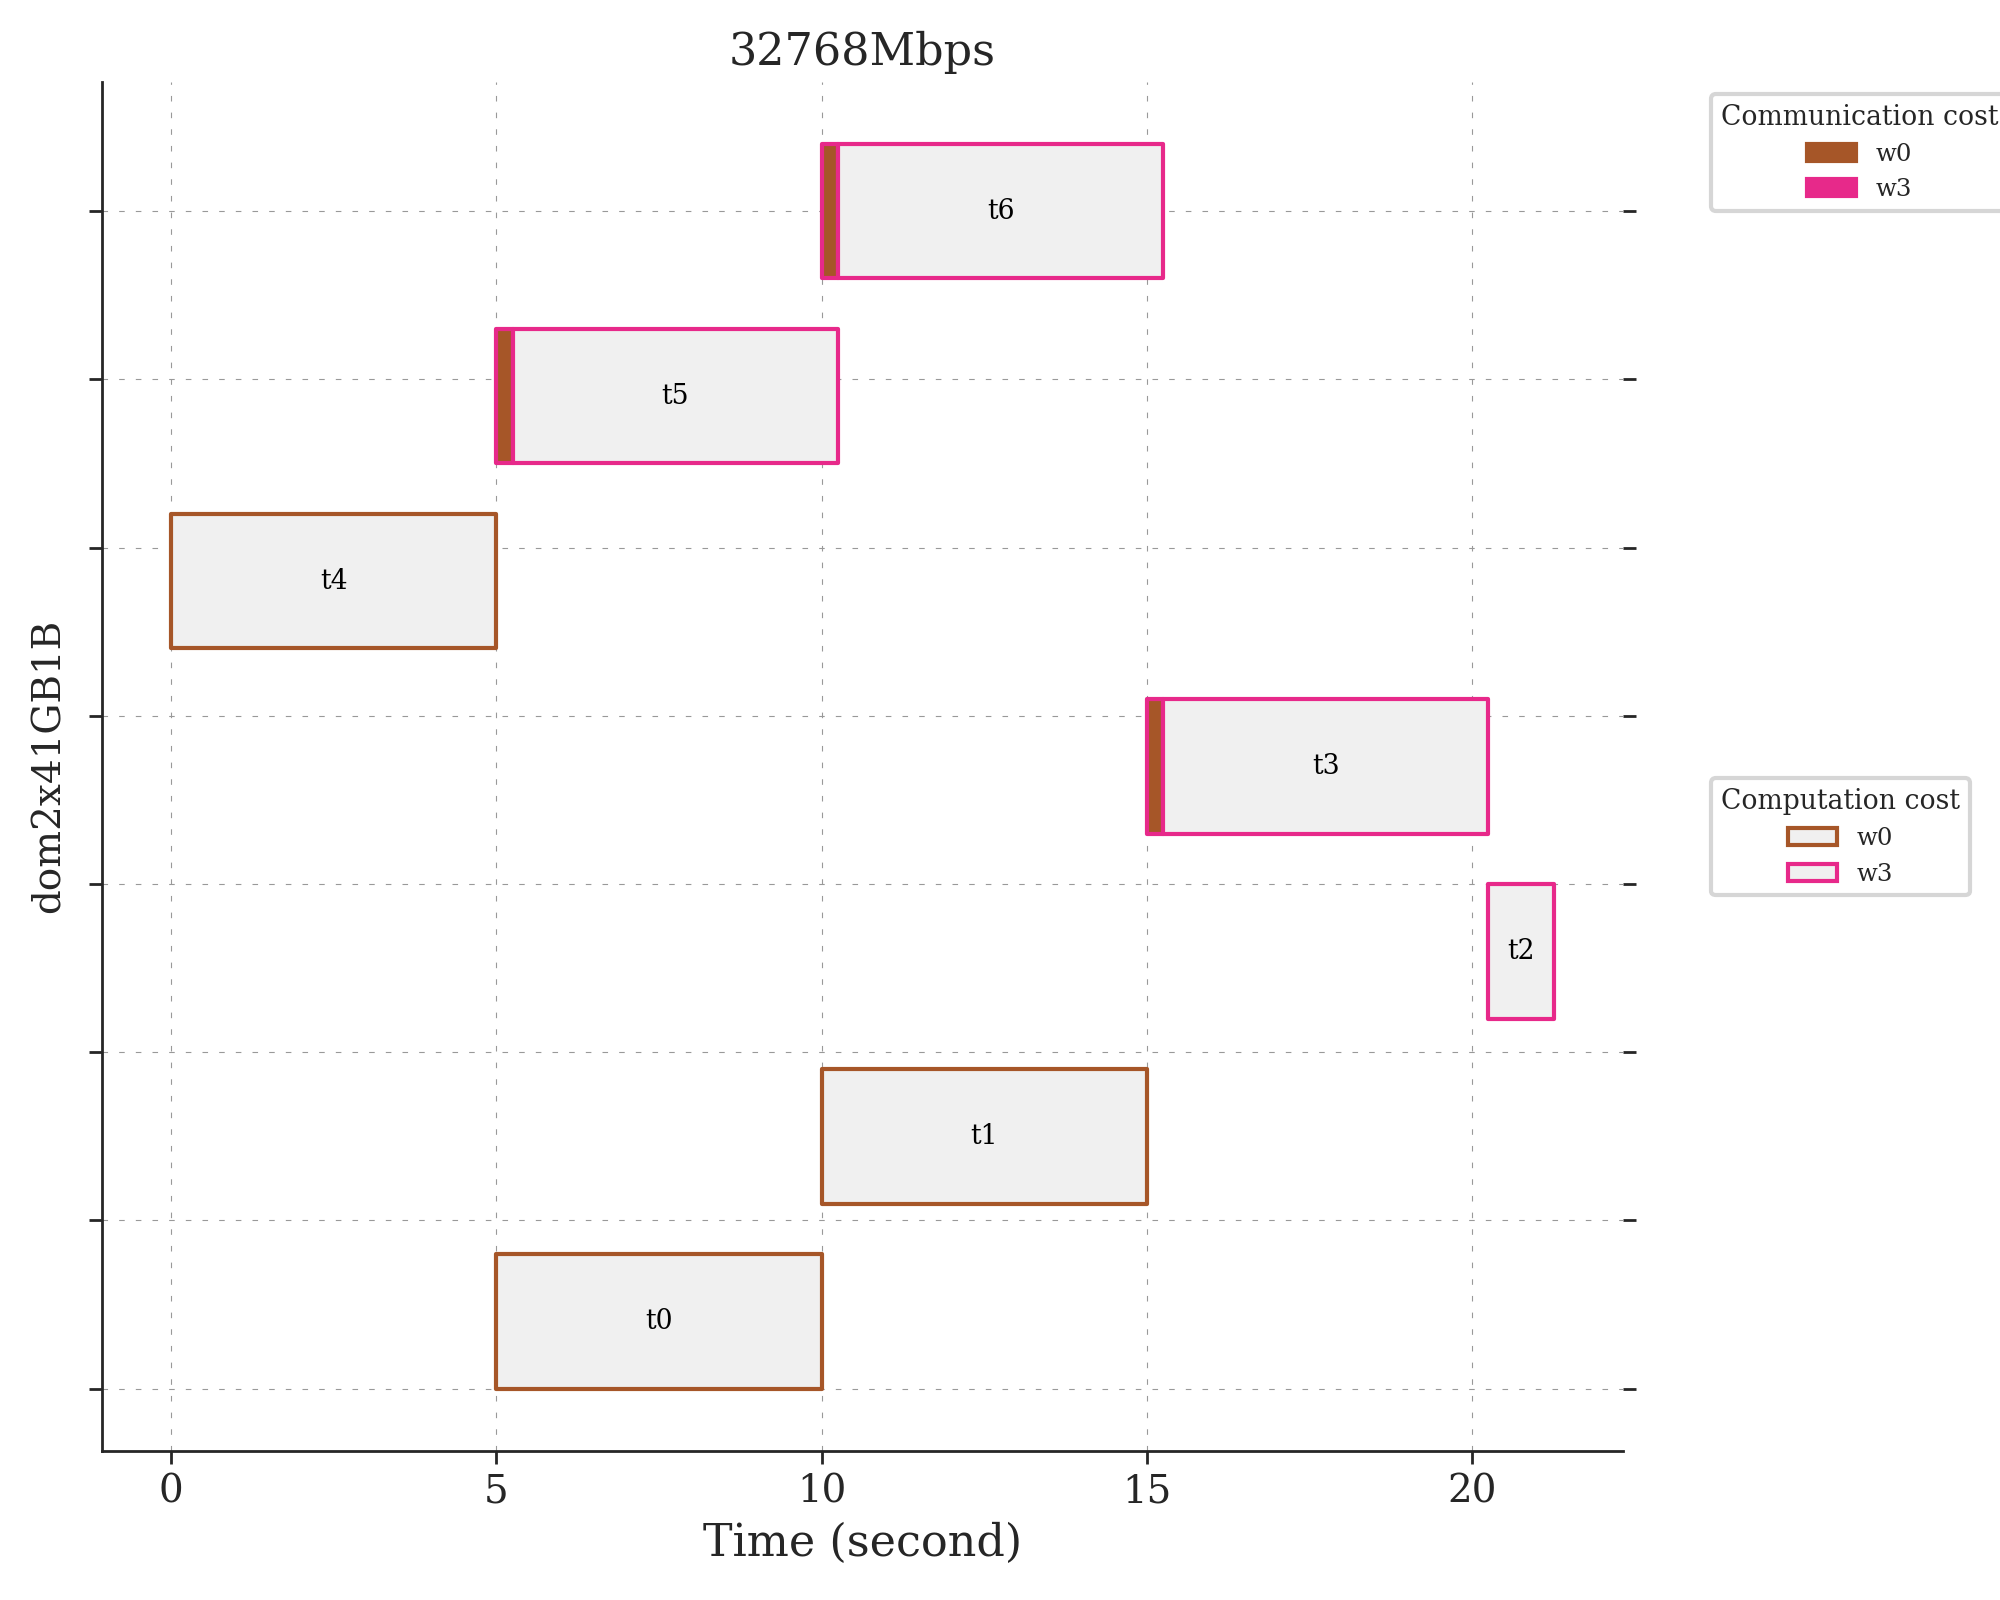 32768Mbps
Communication cost
w0
w3
t6
t5
t4
dom2x41GB1B
t3
Computation cost
w0
w3
t2
t1
t0
0 5 10 15 20
Time (second)